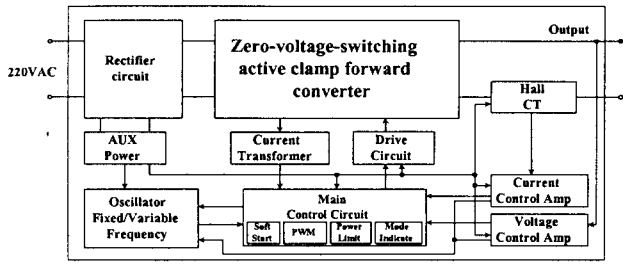 Output
Rectifier
circuit
Zero-voltage-switching
active clamp forward
converter
220VAC
Hall
CT
AUX
Power
Current
Transformer
Drive
Circuit
Current
Control Amp
Oscillator
Fixed/Variable
Frequency
Main
Control Circuit
Soft
Start
PWM
Power
Limit
Mode
Indicate
Voltage
Control Amp